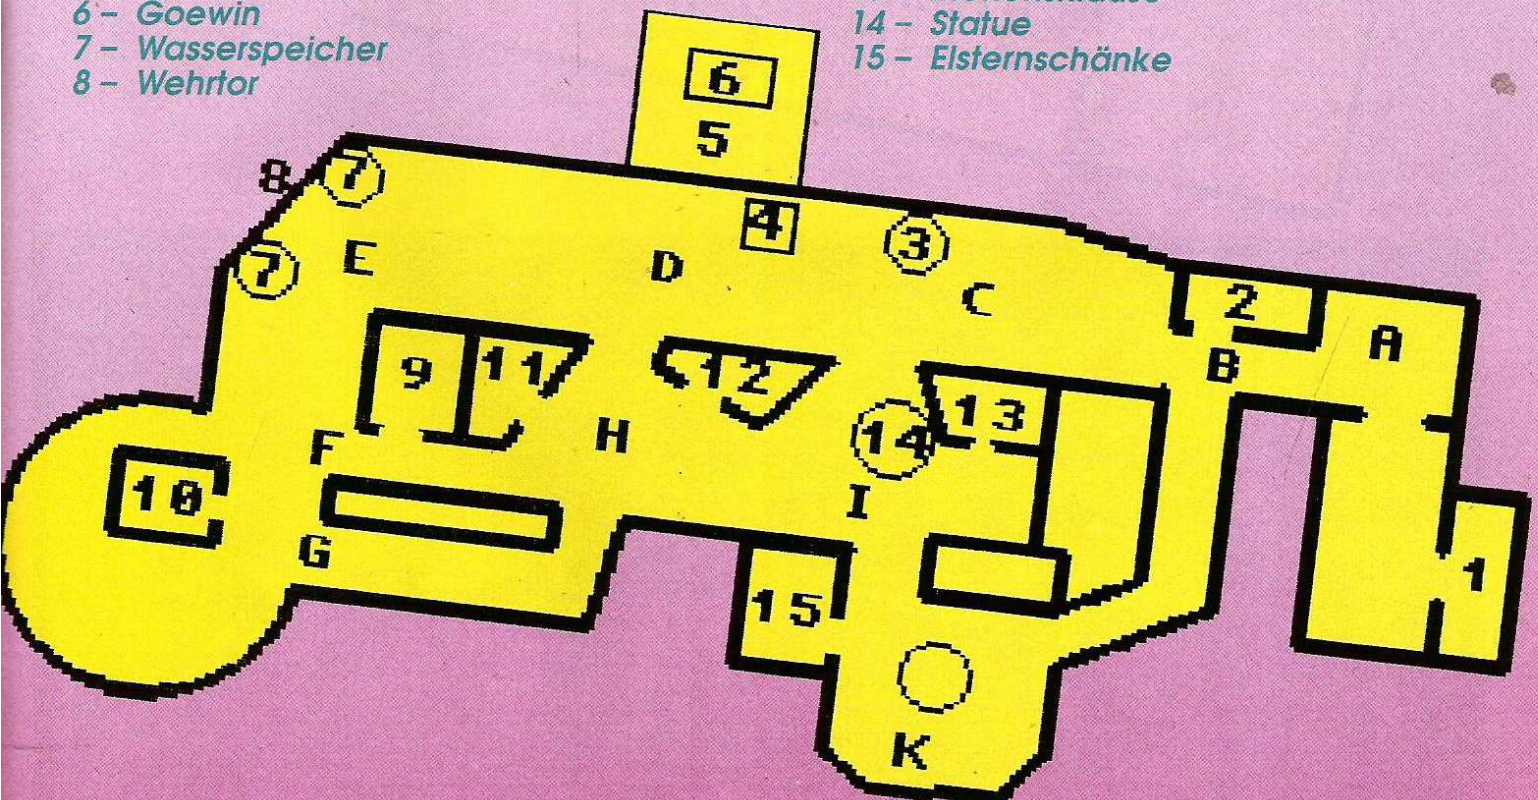 6 – Goewin
7 – Wasserspeicher
8 – Wehrtor
14 – Statue
15 – Elsternschänke
6
5
7
8
4
3
7
E
D
C
2
A
B
9
11
12
13
14
F
H
10
I
G
1
15
K